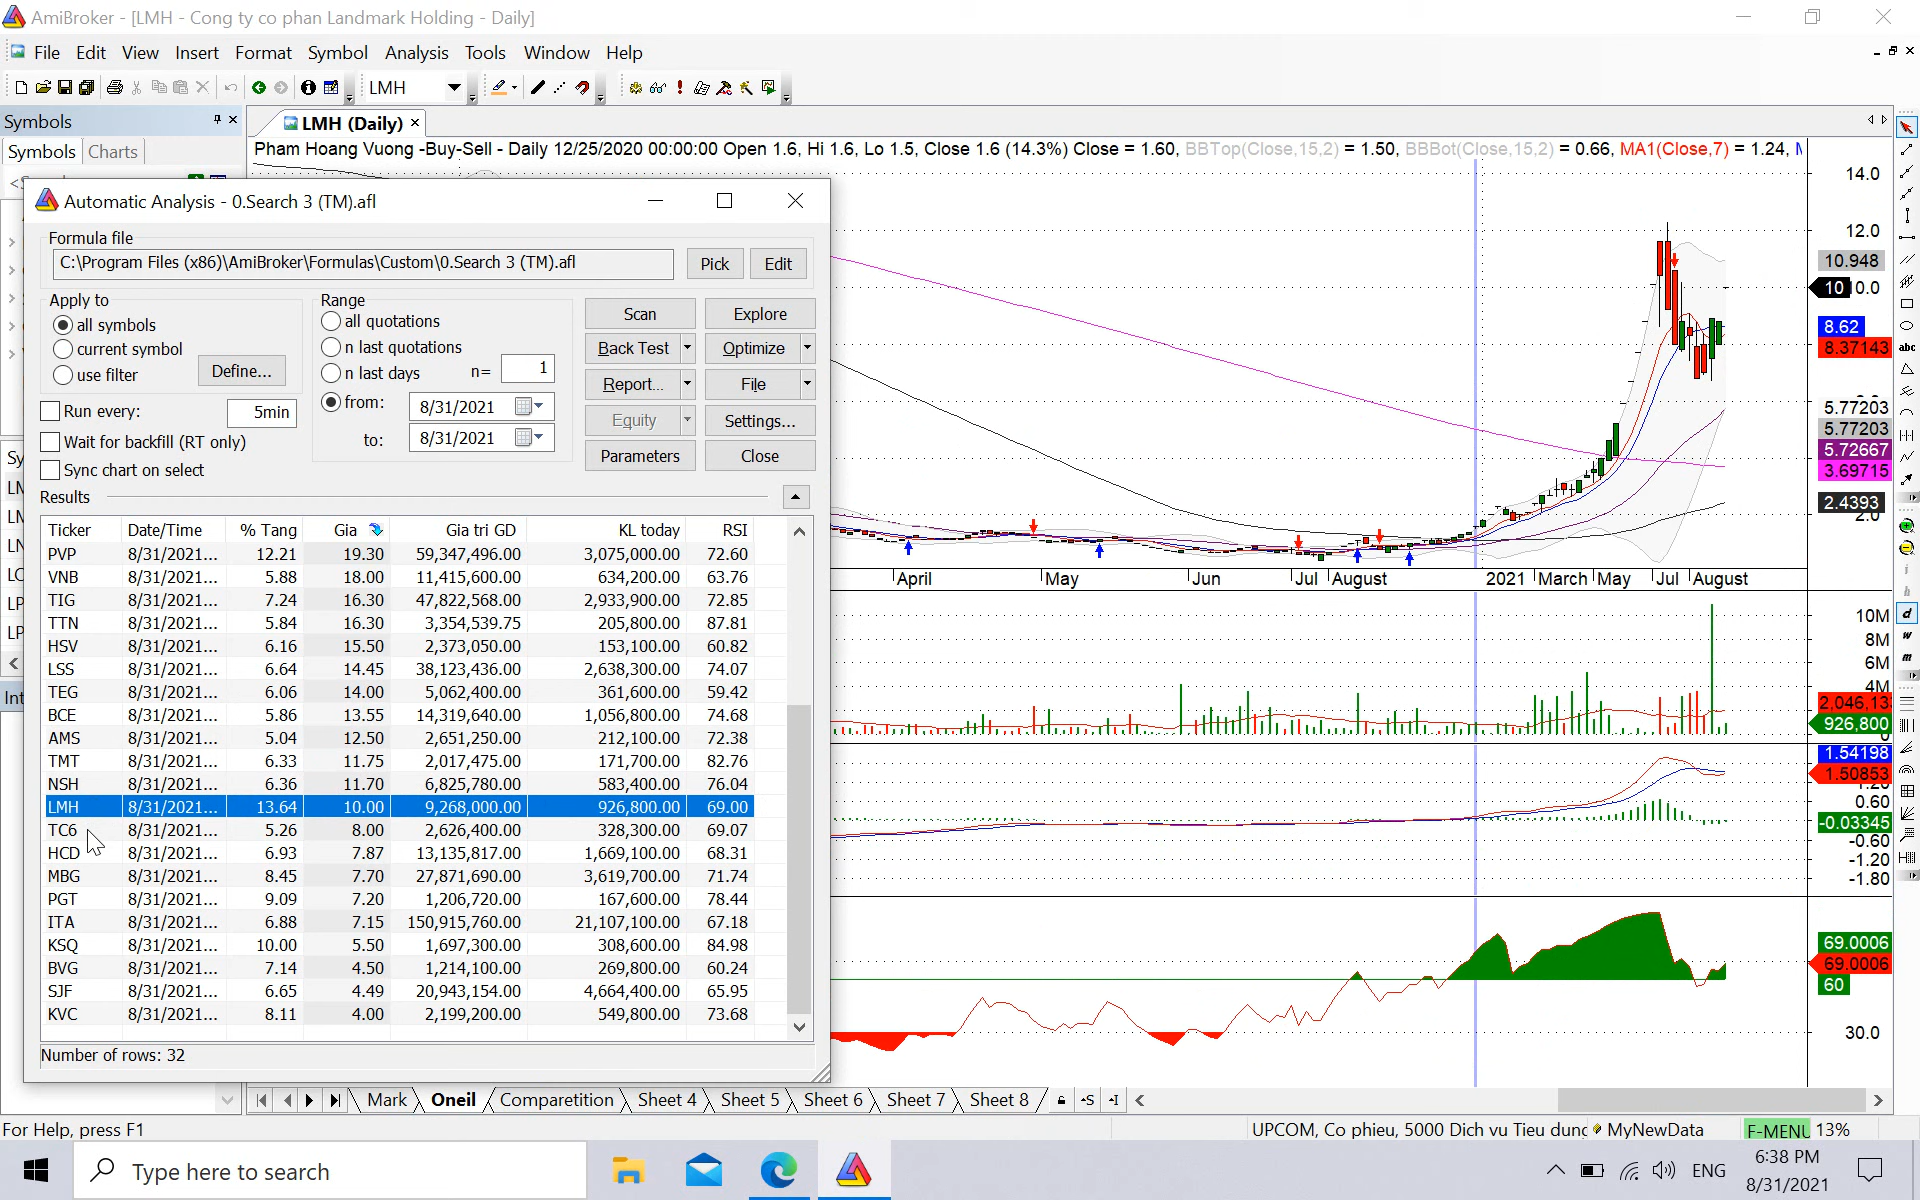 AmiBroker - [LMH - Cong ty co phan Landmark Holding - Daily]
File Edit View Insert Format Symbol Analysis Tools Window Help
LMH
Symbols
Symbols Charts
LMH (Daily)
Pham Hoang Vuong -Buy-Sell - Daily 12/25/2020 00:00:00 Open 1.6, Hi 1.6, Lo 1.5, Close 1.6 (14.3%) Close = 1.60, BBTop(Close,15,2) = 1.50, BBBot(Close,15,2) = 0.66, MA1(Close,7) = 1.24,
Automatic Analysis - 0.Search 3 (TM).afl
Formula file
C:\Program Files (x86)\AmiBroker\Formulas\Custom\0.Search 3 (TM).afl
Pick Edit
Apply to
all symbols
current symbol
use filter
Define...
Run every: 5min
Wait for backfill (RT only)
Sync chart on select
Range
all quotations
n last quotations
n last days n= 1
from: 8/31/2021
to: 8/31/2021
Scan Explore
Back Test Optimize
Report... File
Equity Settings...
Parameters Close
Results
Ticker Date/Time % Tang Gia Gia tri GD KL today RSI
PVP 8/31/2021... 12.21 19.30 59,347,496.00 3,075,000.00 72.60
VNB 8/31/2021... 5.88 18.00 11,415,600.00 634,200.00 63.76
TIG 8/31/2021... 7.24 16.30 47,822,568.00 2,933,900.00 72.85
TTN 8/31/2021... 5.84 16.30 3,354,539.75 205,800.00 87.81
HSV 8/31/2021... 6.16 15.50 2,373,050.00 153,100.00 60.82
LSS 8/31/2021... 6.64 14.45 38,123,436.00 2,638,300.00 74.07
TEG 8/31/2021... 6.06 14.00 5,062,400.00 361,600.00 59.42
BCE 8/31/2021... 5.86 13.55 14,319,640.00 1,056,800.00 74.68
AMS 8/31/2021... 5.04 12.50 2,651,250.00 212,100.00 72.38
TMT 8/31/2021... 6.33 11.75 2,017,475.00 171,700.00 82.76
NSH 8/31/2021... 6.36 11.70 6,825,780.00 583,400.00 76.04
LMH 8/31/2021... 13.64 10.00 9,268,000.00 926,800.00 69.00
TC6 8/31/2021... 5.26 8.00 2,626,400.00 328,300.00 69.07
HCD 8/31/2021... 6.93 7.87 13,135,817.00 1,669,100.00 68.31
MBG 8/31/2021... 8.45 7.70 27,871,690.00 3,619,700.00 71.74
PGT 8/31/2021... 9.09 7.20 1,206,720.00 167,600.00 78.44
ITA 8/31/2021... 6.88 7.15 150,915,760.00 21,107,100.00 67.18
KSQ 8/31/2021... 10.00 5.50 1,697,300.00 308,600.00 84.98
BVG 8/31/2021... 7.14 4.50 1,214,100.00 269,800.00 60.24
SJF 8/31/2021... 6.65 4.49 20,943,154.00 4,664,400.00 65.95
KVC 8/31/2021... 8.11 4.00 2,199,200.00 549,800.00 73.68
Number of rows: 32
14.0
12.0
10.948
10.0
8.62
8.37143
5.77203
5.77203
5.72667
3.69715
2.4393
2.0
April May Jun Jul August 2021 March May Jul August
10M
8M
6M
4M
926,800
0
1.54198
1.50853
0.60
-0.03345
-0.60
-1.20
-1.80
69.0006
69.0006
60
30.0
abc
d
w
m
Mark Oneil Comparetition Sheet 4 Sheet 5 Sheet 6 Sheet 7 Sheet 8
For Help, press F1
UPCOM, Co phieu, 5000 Dich vu Tieu dung MyNewData F-MENU 13%
Type here to search
ENG
6:38 PM
8/31/2021